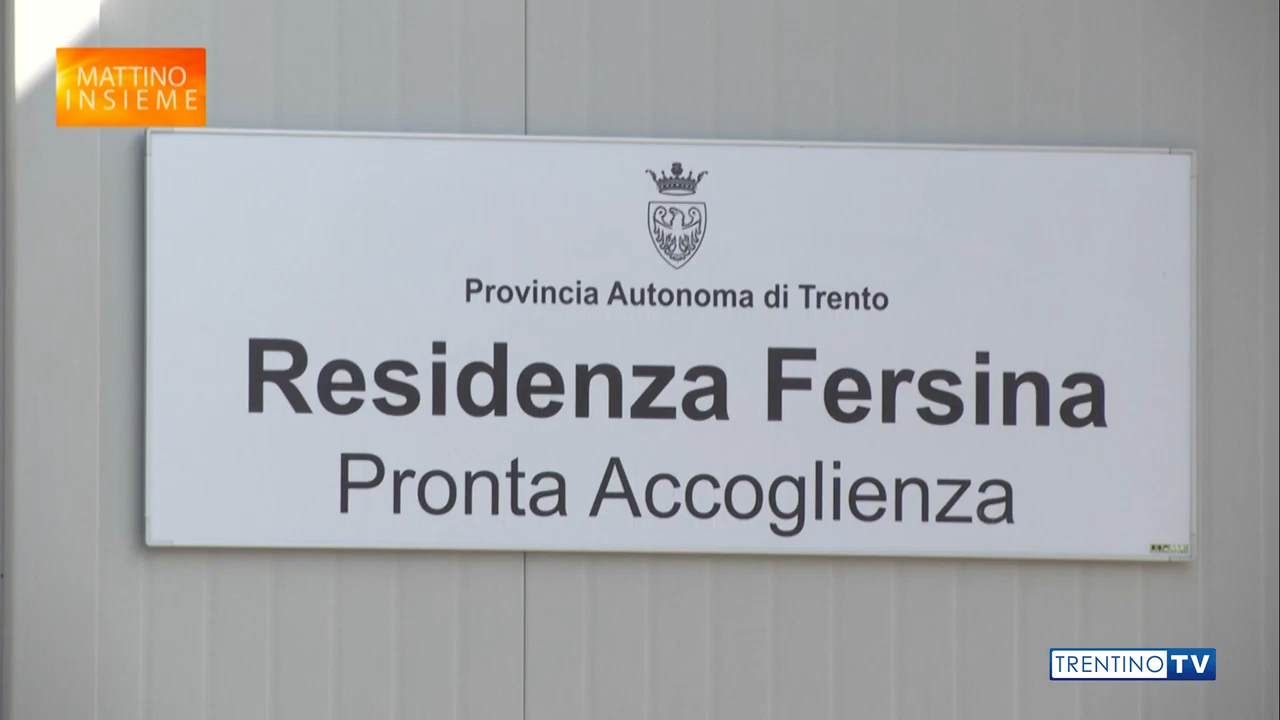 MATTINO
INSIEME
Provincia Autonoma di Trento
Residenza Fersina
Pronta Accoglienza
TRENTINO TV